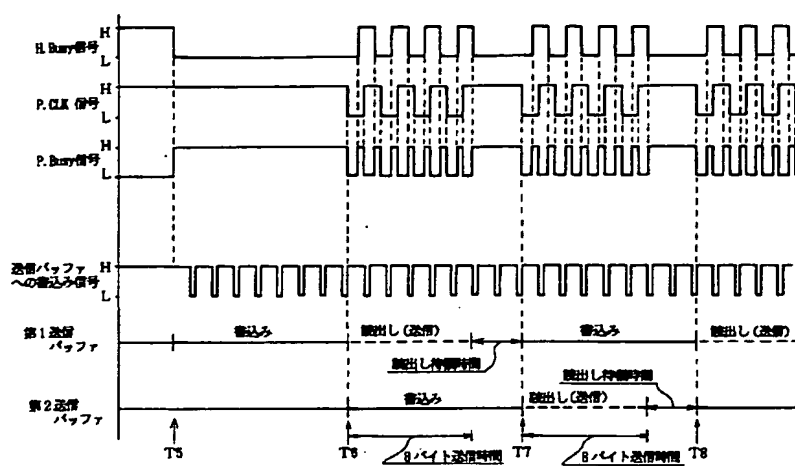 H
H.Busy信号
L
H
P.CLK 信号
L
H
P.Busy信号
L
送信バッファ
への書込み信号
H
L
第1送信
バッファ
書込み
読出し(送信)
書込み
読出し(送信)
読出し待機時間
読出し待機時間
第2送信
バッファ
書込み
読出し(送信)
T5
T6
8バイト送信時間
T7
8バイト送信時間
T8